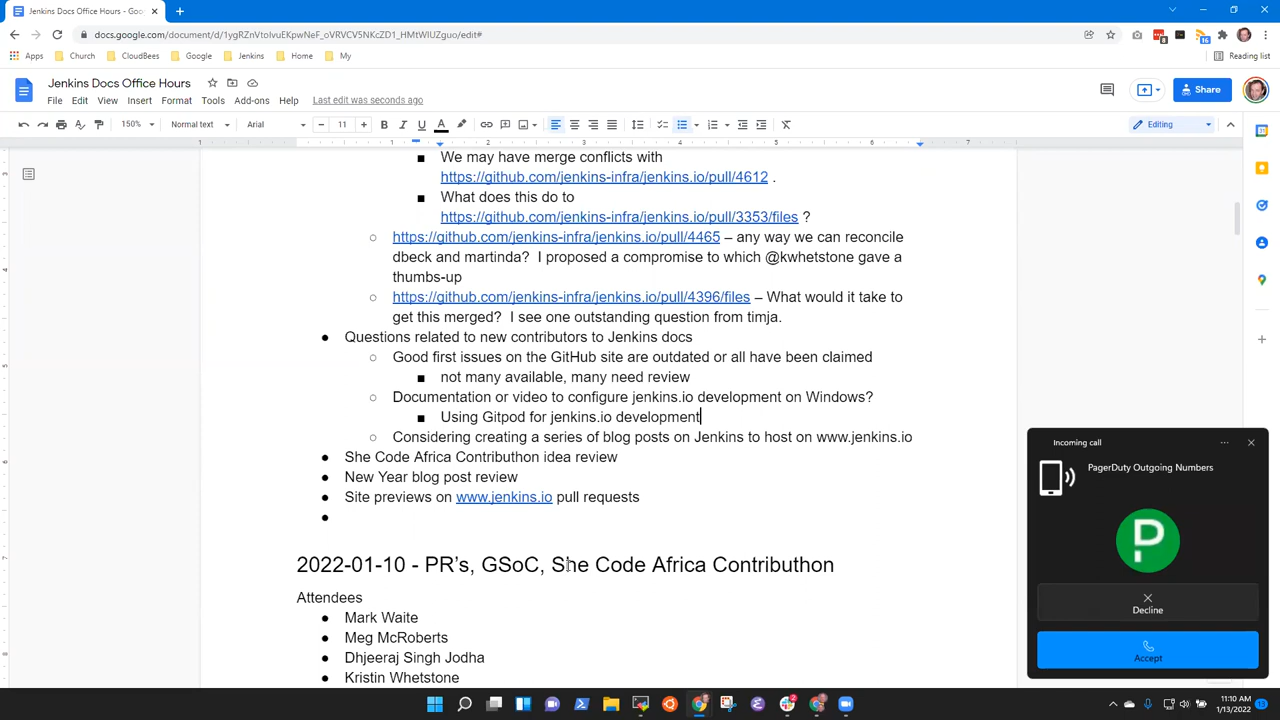 Jenkins Docs Office Hours - Goo
docs.google.com/document/d/1ygRZnVtoIvuEKpwNeF_oVRVCV5NKcZD1_HMtWIUZguo/edit#
Apps Church CloudBees Google Jenkins Home My Reading list
Jenkins Docs Office Hours
File Edit View Insert Format Tools Add-ons Help Last edit was seconds ago
Share
150% Normal text Arial 11 Editing
1 1 2 3 4 5 6 7
We may have merge conflicts with
https://github.com/jenkins-infra/jenkins.io/pull/4612 .
What does this do to
https://github.com/jenkins-infra/jenkins.io/pull/3353/files ?
https://github.com/jenkins-infra/jenkins.io/pull/4465 – any way we can reconcile
dbeck and martinda? I proposed a compromise to which @kwhetstone gave a
thumbs-up
https://github.com/jenkins-infra/jenkins.io/pull/4396/files – What would it take to
get this merged? I see one outstanding question from timja.
Questions related to new contributors to Jenkins docs
Good first issues on the GitHub site are outdated or all have been claimed
not many available, many need review
Documentation or video to configure jenkins.io development on Windows?
Using Gitpod for jenkins.io development
Considering creating a series of blog posts on Jenkins to host on www.jenkins.io
She Code Africa Contributhon idea review
New Year blog post review
Site previews on www.jenkins.io pull requests
2022-01-10 - PR's, GSoC, She Code Africa Contributhon
Attendees
Mark Waite
Meg McRoberts
Dhjeeraj Singh Jodha
Kristin Whetstone
Incoming call
PagerDuty Outgoing Numbers
P
Decline
Accept
11:10 AM
1/13/2022